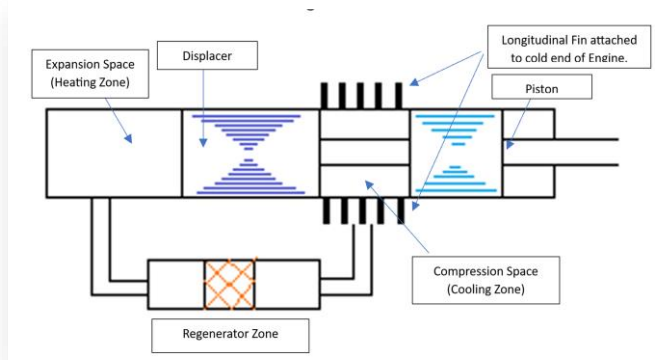 Expansion Space
(Heating Zone)
Displacer
Longitudinal Fin attached
to cold end of Engine.
Piston
Compression Space
(Cooling Zone)
Regenerator Zone